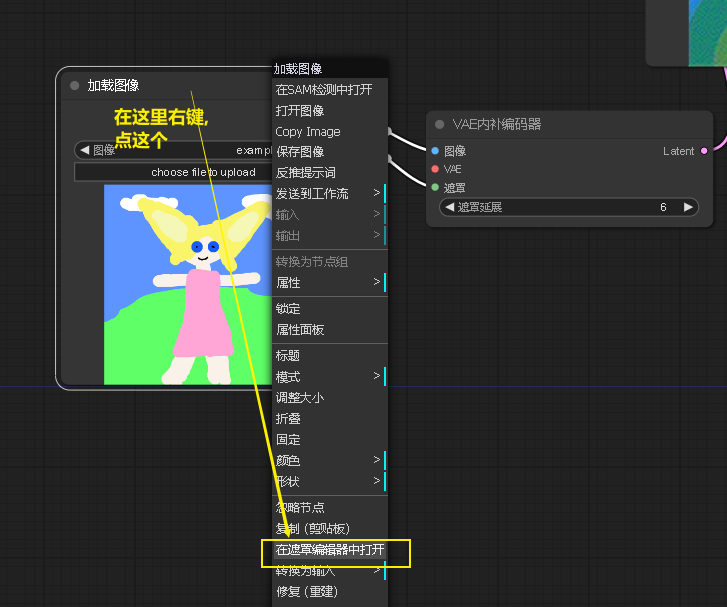 加载图像
在这里右键,
点这个
图像
examp
choose file to upload
加载图像
在SAM检测中打开
打开图像
Copy Image
保存图像
反推提示词
发送到工作流
输入
输出
转换为节点组
属性
锁定
属性面板
标题
模式
调整大小
折叠
固定
颜色
形状
忽略节点
复制 (剪贴板)
在遮罩编辑器中打开
转换为输入
修复 (重建)
VAE内补编码器
图像 Latent
VAE
遮罩
遮罩延展 6